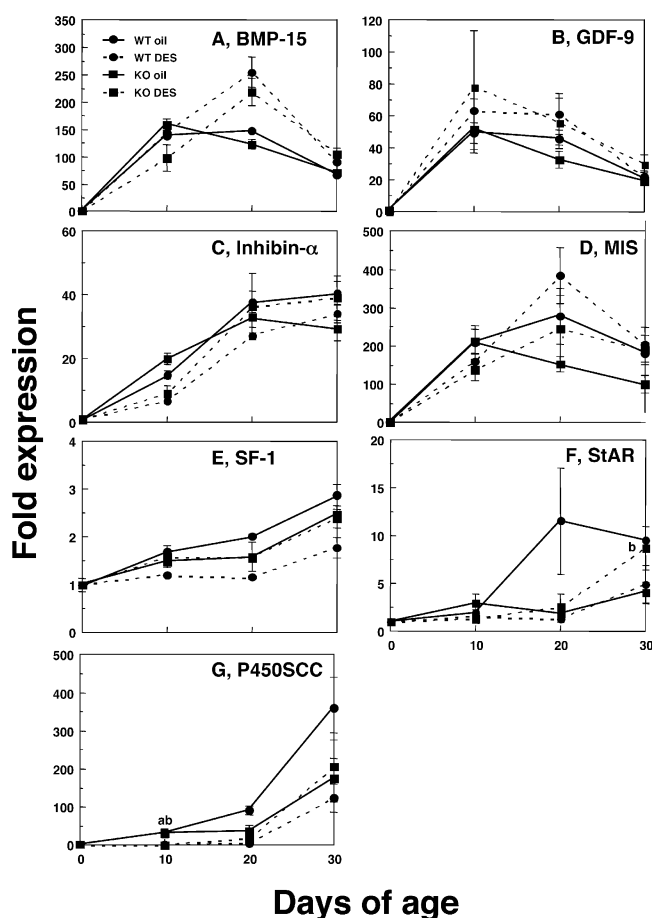 A, BMP-15
350
300
250
200
150
100
50
0
WT oil
WT DES
KO oil
KO DES
B, GDF-9
120
100
80
60
40
20
0
C, Inhibin-α
60
40
20
0
D, MIS
500
400
300
200
100
0
E, SF-1
4
3
2
1
0
F, StAR
20
15
10
5
0
b
0 10 20 30
G, P450SCC
500
400
300
200
100
0
ab
0 10 20 30
Fold expression
Days of age